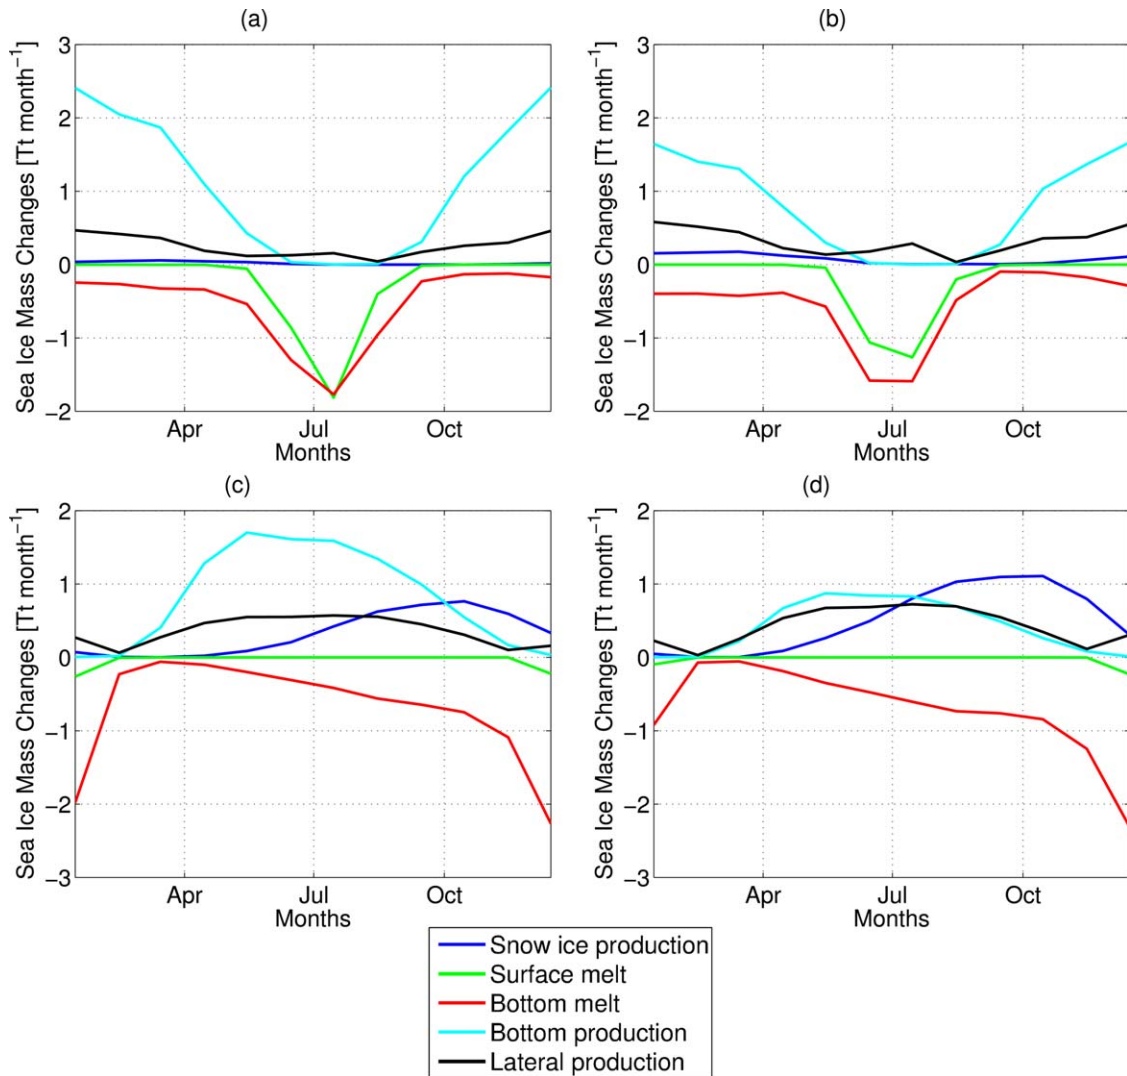 (a)
(b)
Sea Ice Mass Changes [Tt month⁻¹]
3
2
1
0
−1
−2
Apr
Jul
Oct
Months
Sea Ice Mass Changes [Tt month⁻¹]
3
2
1
0
−1
−2
Apr
Jul
Oct
Months
(c)
(d)
Sea Ice Mass Changes [Tt month⁻¹]
2
1
0
−1
−2
−3
Apr
Jul
Oct
Months
Sea Ice Mass Changes [Tt month⁻¹]
2
1
0
−1
−2
−3
Apr
Jul
Oct
Months
Snow ice production
Surface melt
Bottom melt
Bottom production
Lateral production